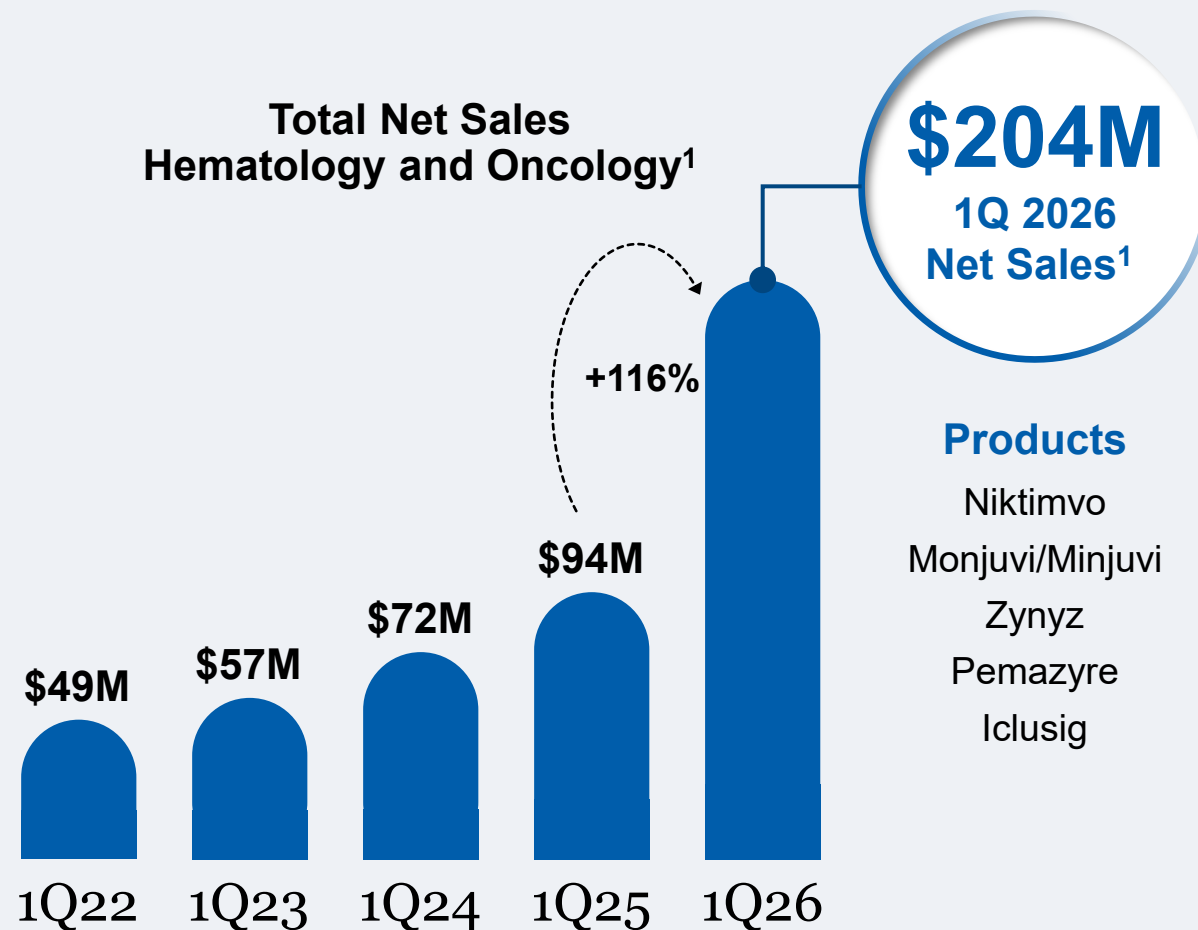 Total Net Sales
Hematology and Oncology¹
$204M
1Q 2026
Net Sales¹
+116%
$94M
$72M
$57M
$49M
Products
Niktimvo
Monjuvi/Minjuvi
Zynyz
Pemazyre
Iclusig
1Q22 1Q23 1Q24 1Q25 1Q26